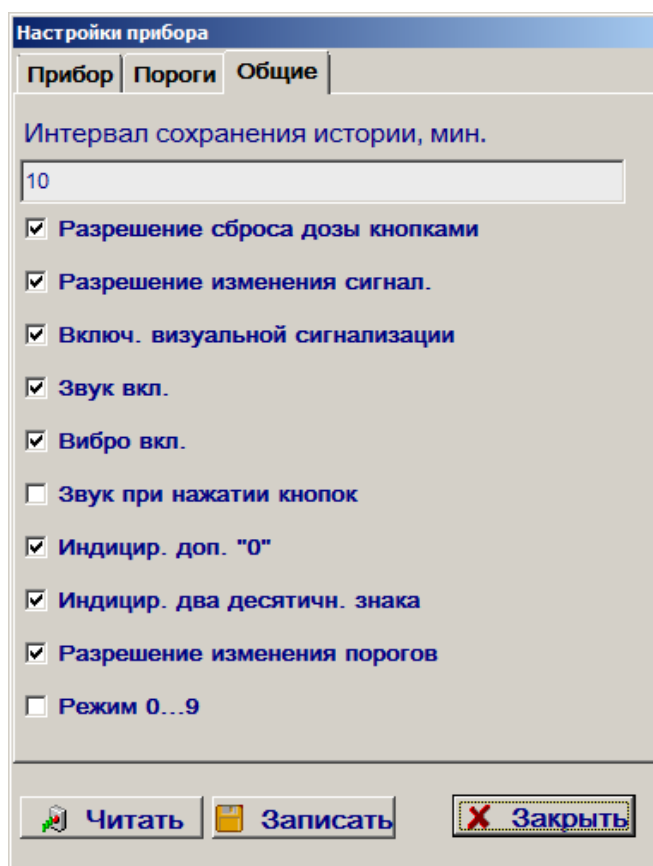 Настройки прибора
Прибор Пороги Общие
Интервал сохранения истории, мин.
10
Разрешение сброса дозы кнопками
Разрешение изменения сигнал.
Включ. визуальной сигнализации
Звук вкл.
Вибро вкл.
Звук при нажатии кнопок
Индицир. доп. "0"
Индицир. два десятичн. знака
Разрешение изменения порогов
Режим 0...9
Читать Записать Закрыть